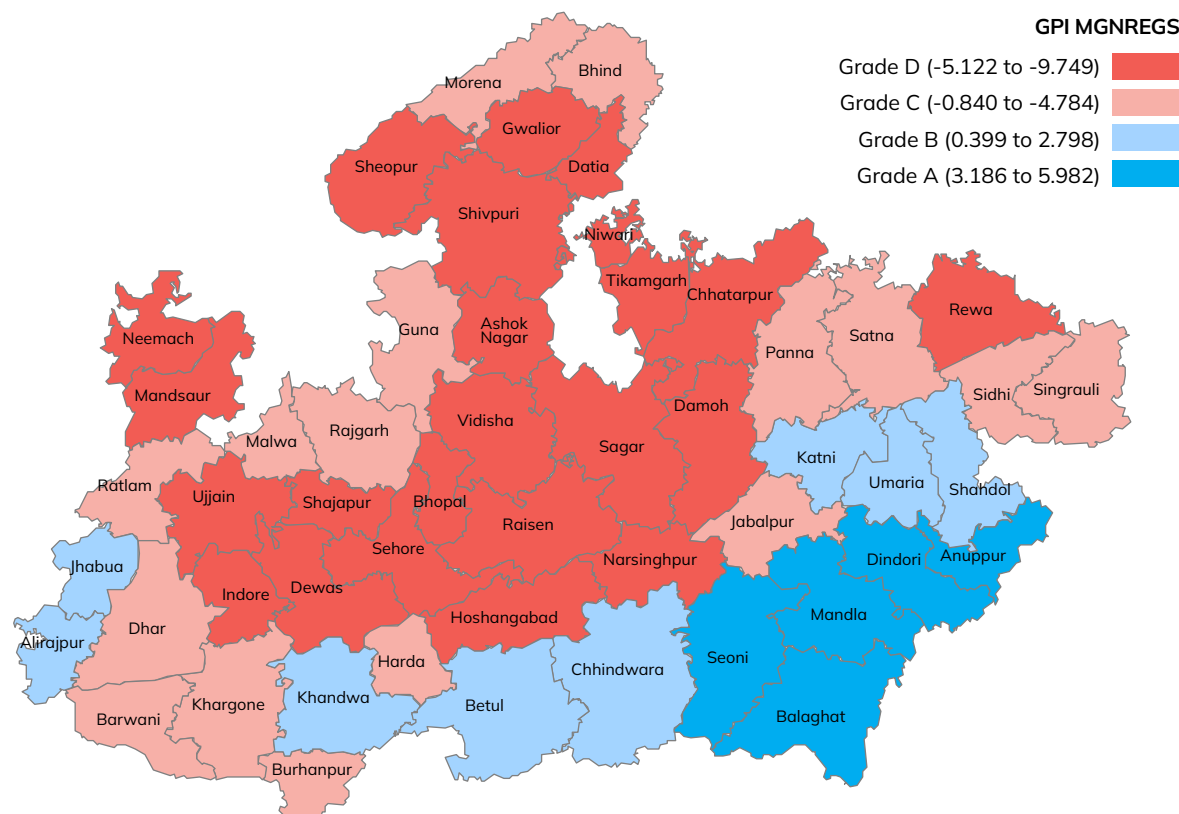 GPI MGNREGS
Grade D (-5.122 to -9.749)
Grade C (-0.840 to -4.784)
Grade B (0.399 to 2.798)
Grade A (3.186 to 5.982)
Bhind
Morena
Gwalior
Sheopur
Datia
Shivpuri
Niwari
Tikamgarh
Chhatarpur
Rewa
Ashok
Nagar
Guna
Neemach
Satna
Panna
Mandsaur
Sidhi
Singrauli
Damoh
Vidisha
Rajgarh
Malwa
Sagar
Katni
Umaria
Ratlam
Shahdol
Ujjain
Shajapur
Bhopal
Raisen
Jabalpur
Sehore
Narsinghpur
Dindori
Anuppur
Jhabua
Dewas
Indore
Mandla
Hoshangabad
Dhar
Alirajpur
Seoni
Harda
Chhindwara
Khandwa
Khargone
Betul
Barwani
Balaghat
Burhanpur